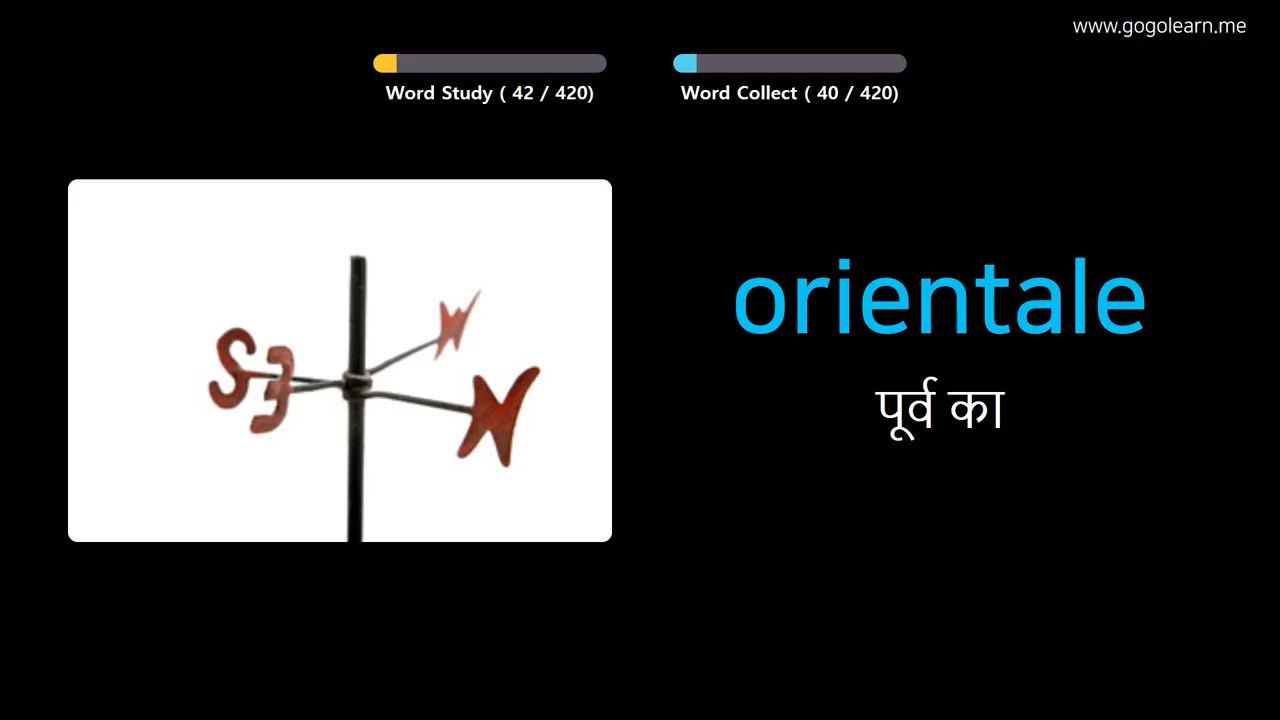 www.gogolearn.me
Word Study ( 42 / 420)
Word Collect ( 40 / 420)
S E W N
orientale
पूर्व का